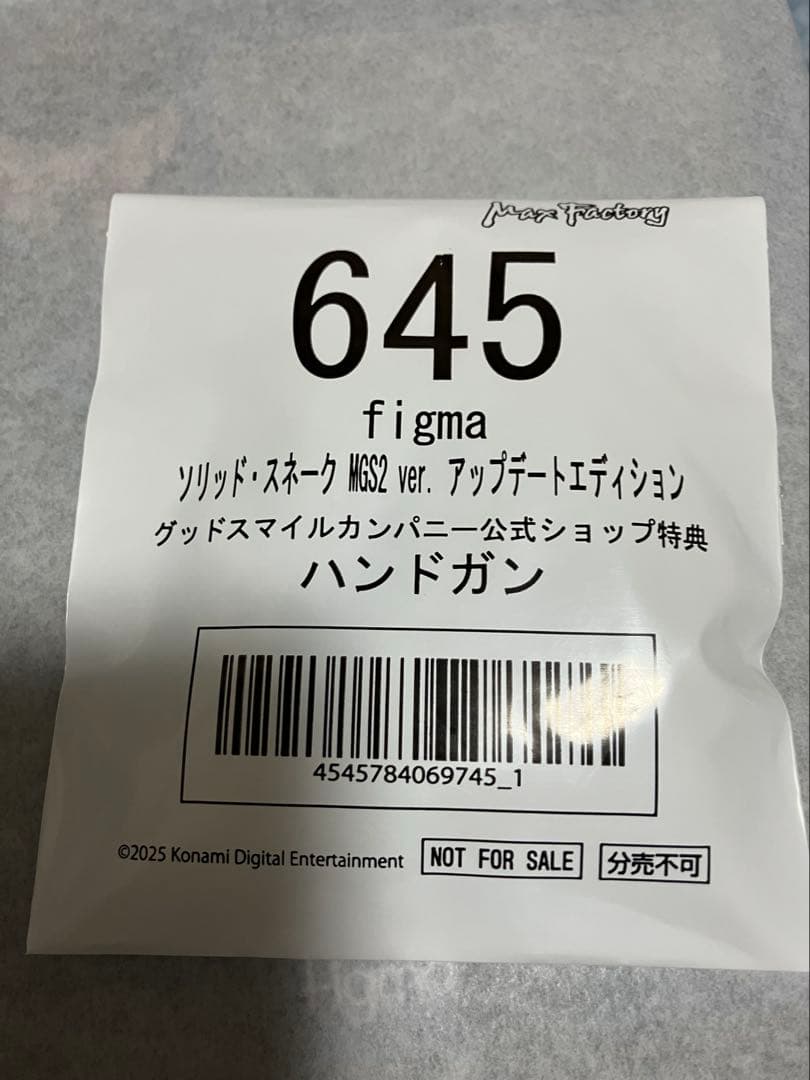 Max Factory
645
figma
ソリッド・スネーク MGS2 ver. アップデートエディション
グッドスマイルカンパニー公式ショップ特典
ハンドガン
4545784069745_1
©2025 Konami Digital Entertainment NOT FOR SALE 分売不可